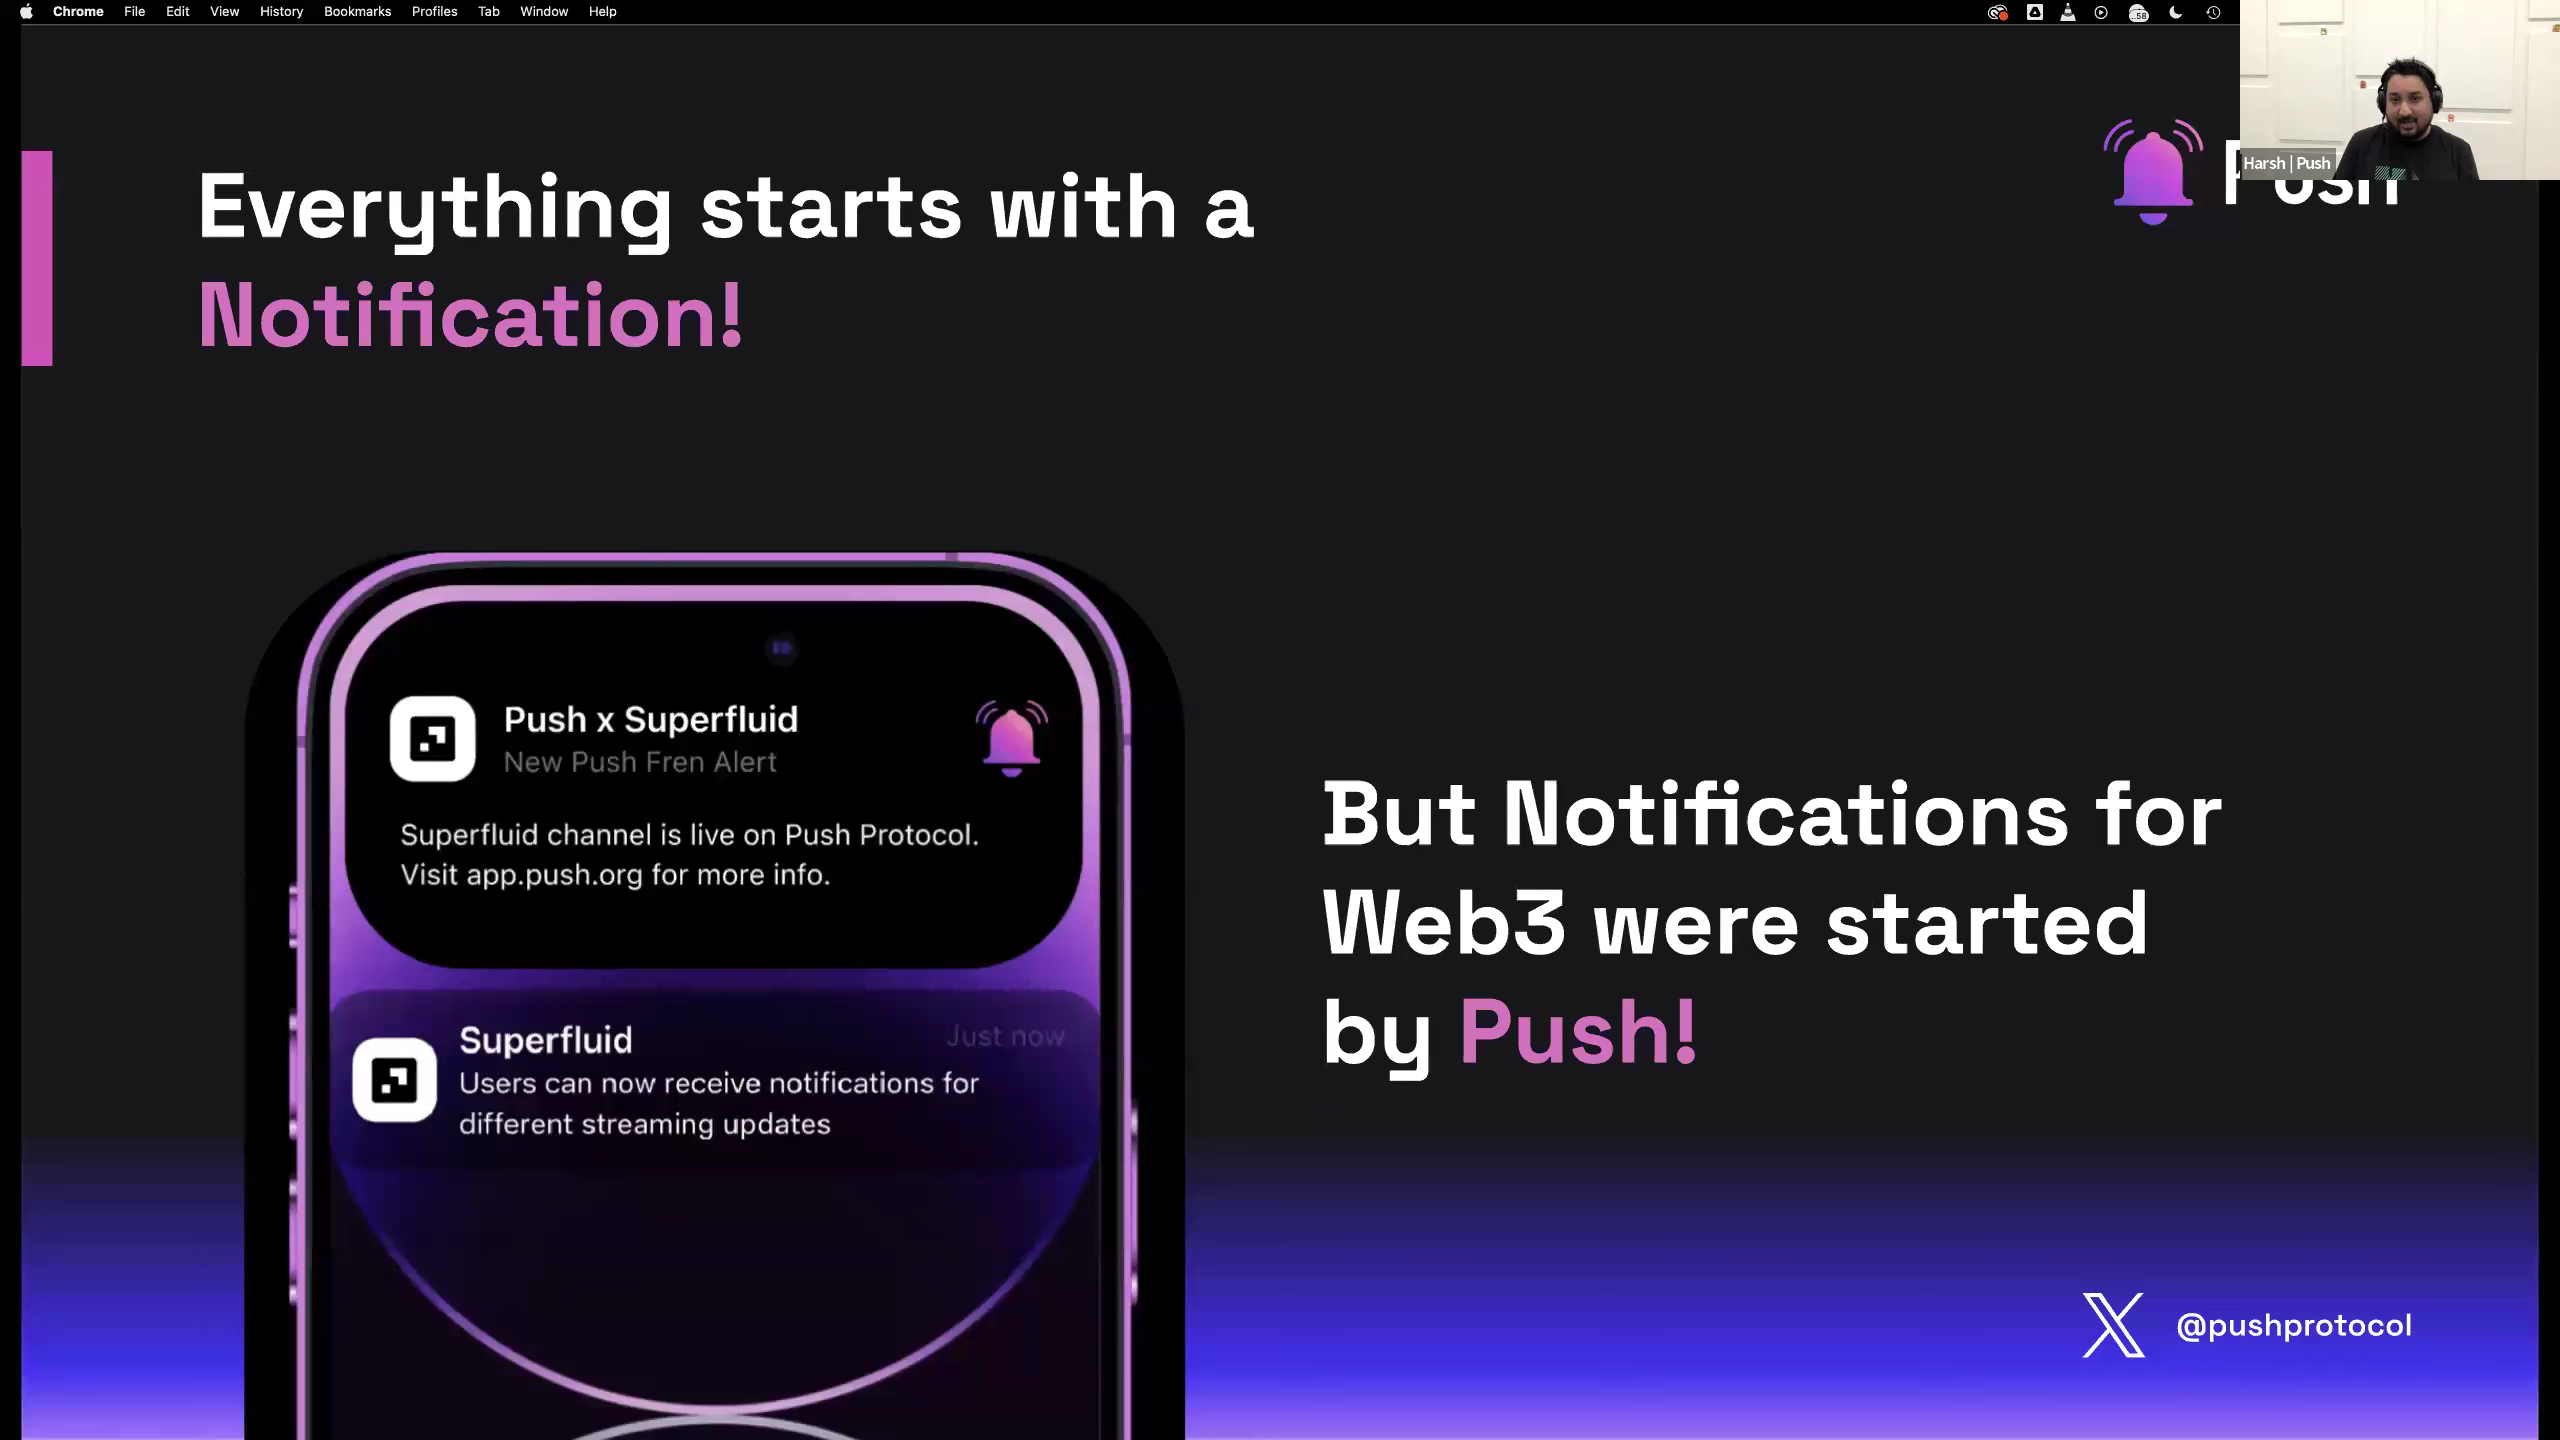 Chrome File Edit View History Bookmarks Profiles Tab Window Help
58
Harsh | Push
Everything starts with a
Notification!
Push x Superfluid
New Push Fren Alert
Superfluid channel is live on Push Protocol.
Visit app.push.org for more info.
Superfluid
Just now
Users can now receive notifications for
different streaming updates
But Notifications for
Web3 were started
by Push!
@pushprotocol